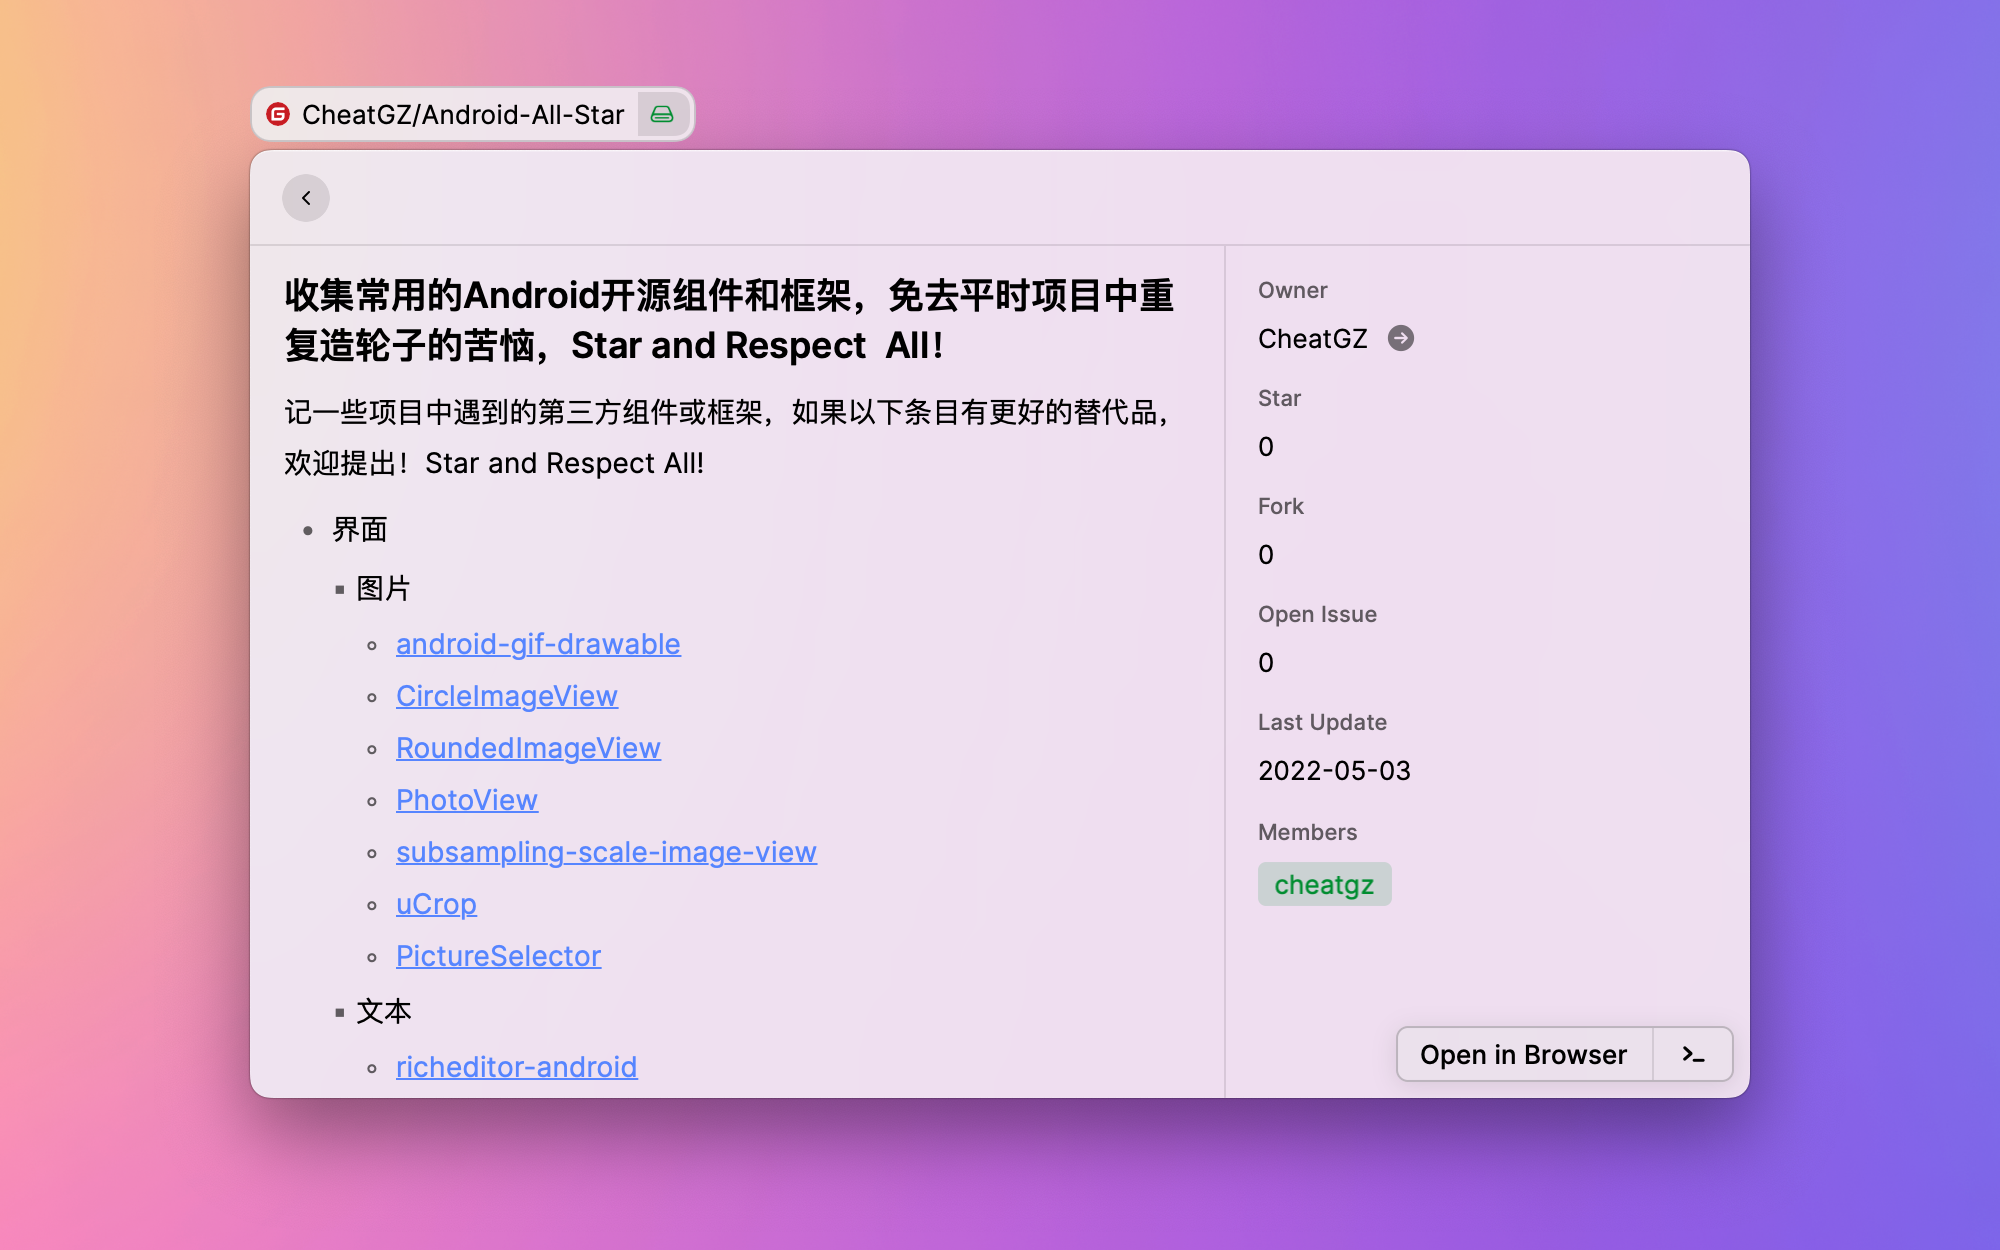 CheatGZ/Android-All-Star
收集常用的Android开源组件和框架，免去平时项目中重
复造轮子的苦恼，Star and Respect  All！
记一些项目中遇到的第三方组件或框架，如果以下条目有更好的替代品，
欢迎提出！Star and Respect All!
界面
图片
android-gif-drawable
CircleImageView
RoundedImageView
PhotoView
subsampling-scale-image-view
uCrop
PictureSelector
文本
richeditor-android
Owner
CheatGZ
Star
0
Fork
0
Open Issue
0
Last Update
2022-05-03
Members
cheatgz
Open in Browser